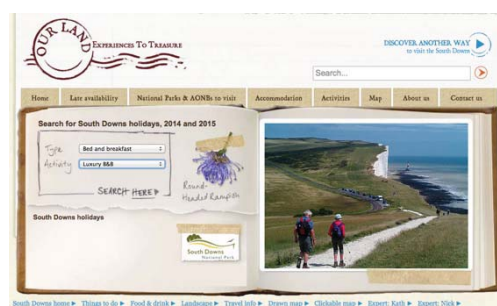 OUR LAND
EXPERIENCES TO TREASURE
DISCOVER ANOTHER WAY
to visit the South Downs
Search...
Home Late availability National Parks & AONBs to visit Accommodation Activities Map About us Contact us
Search for South Downs holidays, 2014 and 2015
Type Bed and breakfast
Activity Luxury B&B
SEARCH HERE
Round-
Headed Rampion
South Downs holidays
South Downs
National Park
South Downs home Things to do Food & drink Landscape Travel info Drawn map Clickable map Expert: Kath Expert: Nick